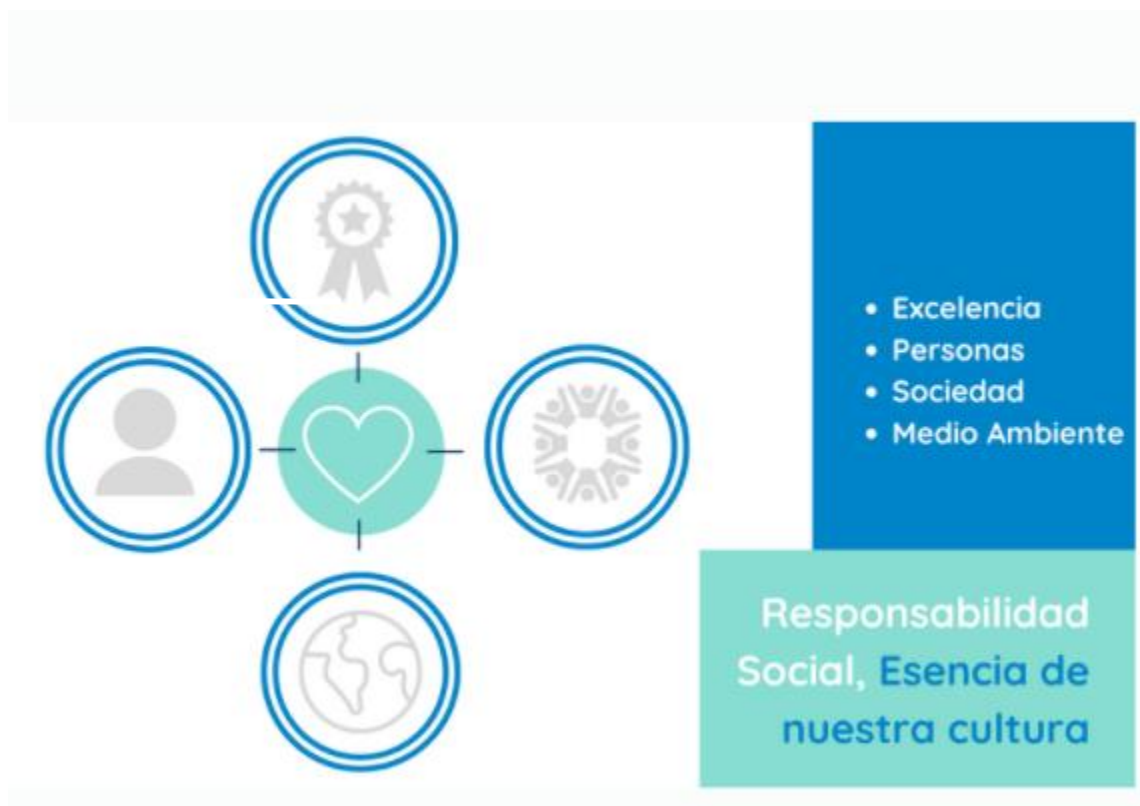 • Excelencia
• Personas
• Sociedad
• Medio Ambiente
Responsabilidad
Social, Esencia de
nuestra cultura